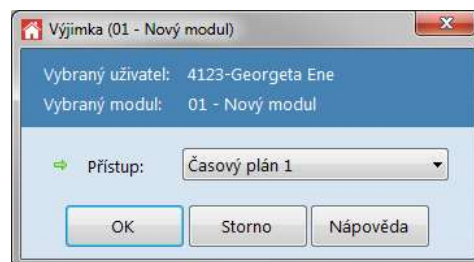 Výjimka (01 - Nový modul)
Vybraný uživatel: 4123-Georgeta Ene
Vybraný modul: 01 - Nový modul
Přístup: Časový plán 1
OK Storno Nápověda